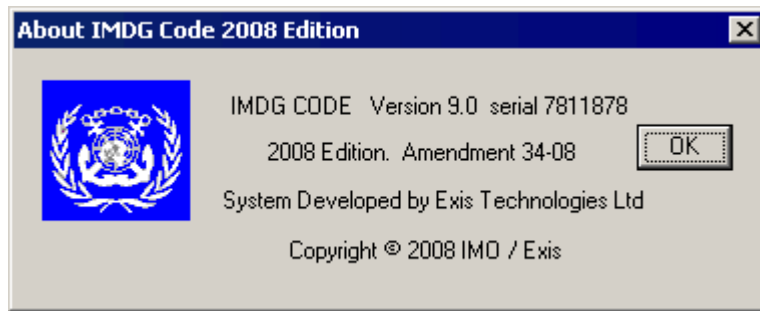 About IMDG Code 2008 Edition
IMDG CODE Version 9.0 serial 7811878
2008 Edition. Amendment 34-08
OK
System Developed by Exis Technologies Ltd
Copyright © 2008 IMO / Exis